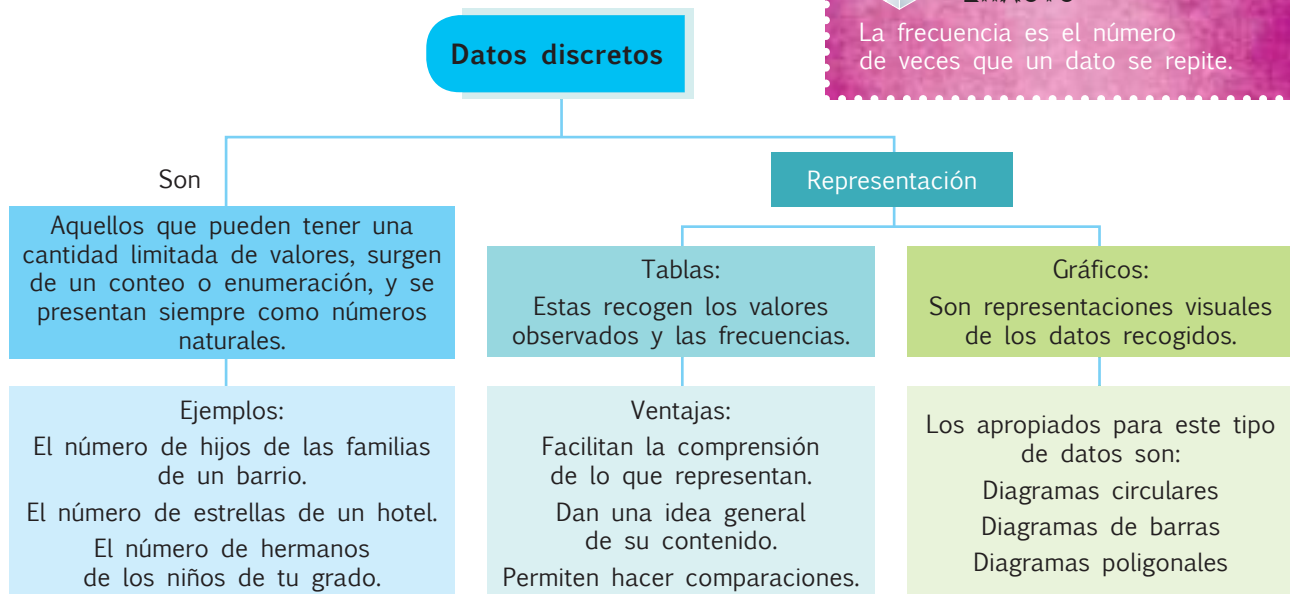 La frecuencia es el número
de veces que un dato se repite.
Datos discretos
Son
Aquellos que pueden tener una
cantidad limitada de valores, surgen
de un conteo o enumeración, y se
presentan siempre como números
naturales.
Ejemplos:
El número de hijos de las familias
de un barrio.
El número de estrellas de un hotel.
El número de hermanos
de los niños de tu grado.
Representación
Tablas:
Estas recogen los valores
observados y las frecuencias.
Ventajas:
Facilitan la comprensión
de lo que representan.
Dan una idea general
de su contenido.
Permiten hacer comparaciones.
Gráficos:
Son representaciones visuales
de los datos recogidos.
Los apropiados para este tipo
de datos son:
Diagramas circulares
Diagramas de barras
Diagramas poligonales